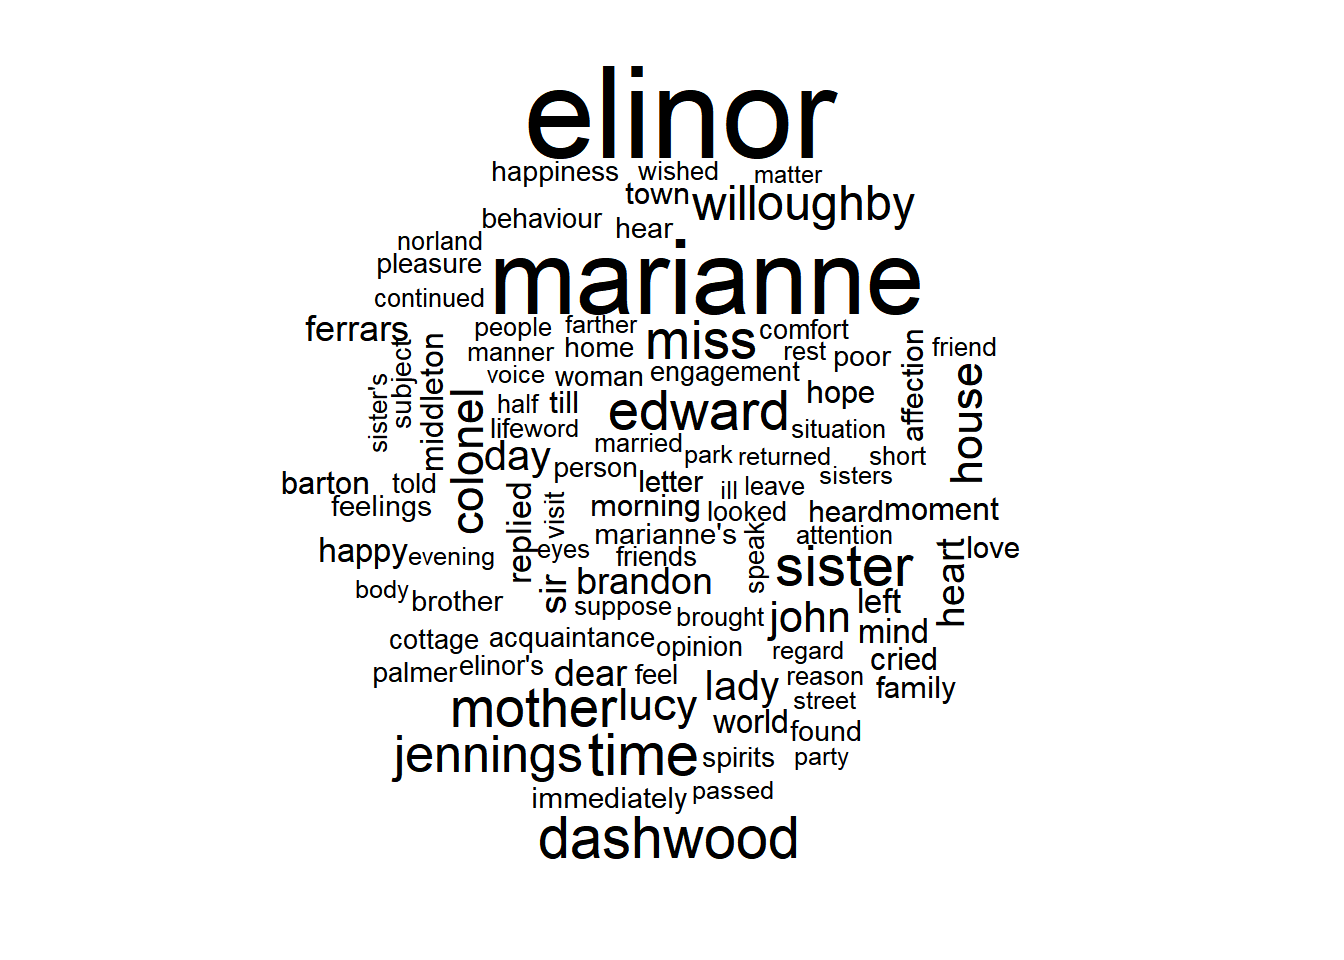 elinor
happiness wished matter
town willoughby
behaviour hear
norland
pleasure marianne
continued
ferrars people farther miss comfort
manner home rest poor friend
sister's subject middleton voice woman engagement affection
colonel half till edward hope house
life word married situation
day person park returned short
barton told letter ill leave sisters
feelings replied visit morning looked heard moment
marianne's speak attention
happy evening eyes friends sister heart love
body brother sir brandon left
suppose brought john mind
cottage acquaintance opinion regard cried
palmer elinor's dear feel lady reason family
mother lucy street
world found
jennings time spirits party
immediately passed
dashwood